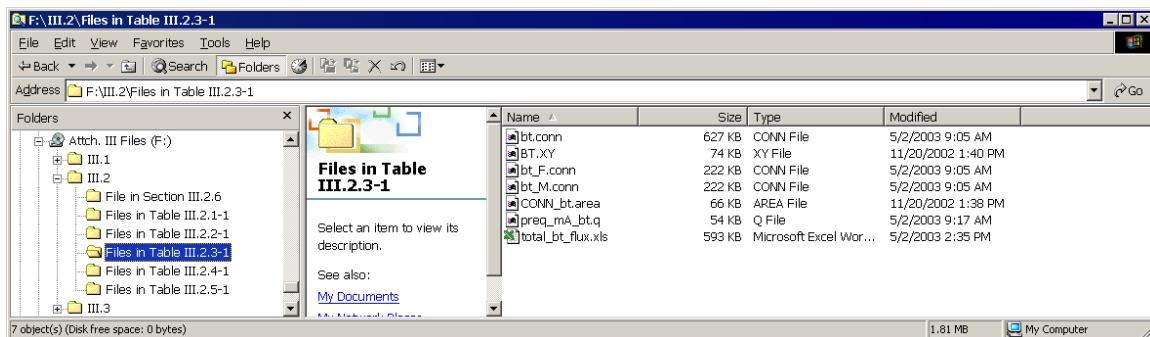 F:\III.2\Files in Table III.2.3-1
File Edit View Favorites Tools Help
Back Search Folders
Address F:\III.2\Files in Table III.2.3-1 Go
Folders
Attch. III Files (F:)
III.1
III.2
File in Section III.2.6
Files in Table III.2.1-1
Files in Table III.2.2-1
Files in Table III.2.3-1
Files in Table III.2.4-1
Files in Table III.2.5-1
III.3
Files in Table
III.2.3-1
Select an item to view its
description.
See also:
My Documents
My Network Places
Name Size Type Modified
bt.conn 627 KB CONN File 5/2/2003 9:05 AM
BT.XY 74 KB XY File 11/20/2002 1:40 PM
bt_F.conn 222 KB CONN File 5/2/2003 9:05 AM
bt_M.conn 222 KB CONN File 5/2/2003 9:05 AM
CONN_bt.area 66 KB AREA File 11/20/2002 1:38 PM
preq_mA_bt.q 54 KB Q File 5/2/2003 9:17 AM
total_bt_flux.xls 593 KB Microsoft Excel Wor... 5/2/2003 2:35 PM
7 object(s) (Disk free space: 0 bytes) 1.81 MB My Computer